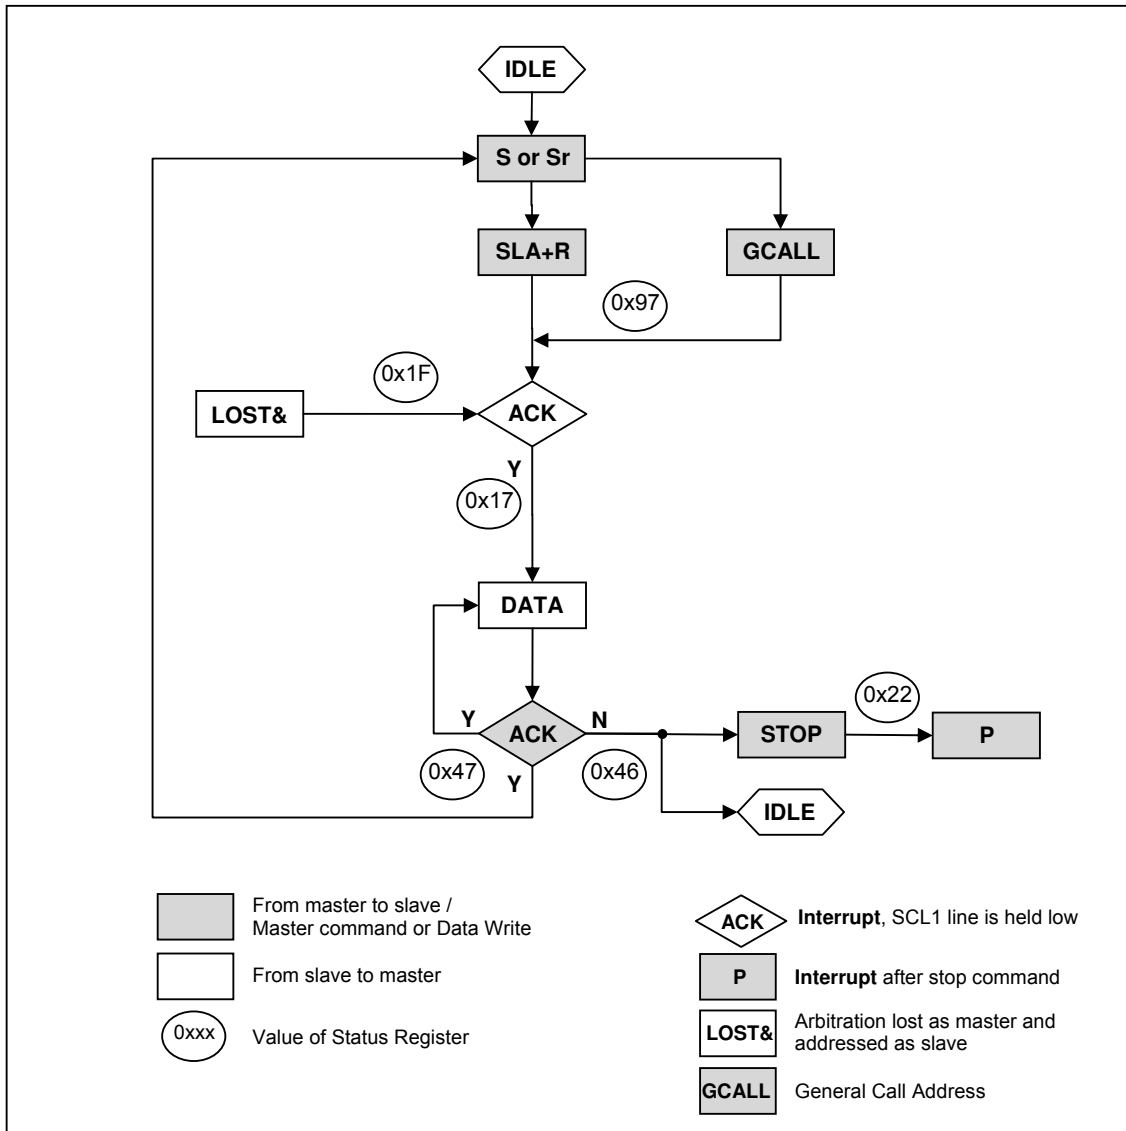 IDLE
S or Sr
SLA+R
GCALL
0x97
0x1F
LOST&
ACK
Y
0x17
DATA
Y
ACK
N
0x22
STOP
P
0x47
Y
0x46
IDLE
From master to slave /
Master command or Data Write
From slave to master
0xxx
Value of Status Register
ACK
Interrupt, SCL1 line is held low
P
Interrupt after stop command
LOST&
Arbitration lost as master and
addressed as slave
GCALL
General Call Address